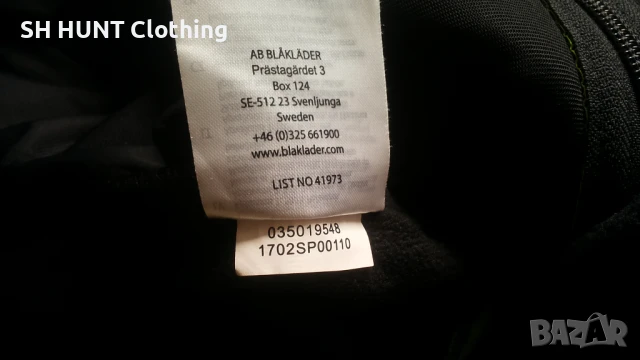 SH HUNT Clothing
AB BLÅKLÄDER
Prästagärdet 3
Box 124
SE-512 23 Svenljunga
Sweden
+46 (0)325 661900
www.blaklader.com
LIST NO 41973
035019548
1702SP00110
BAZAR